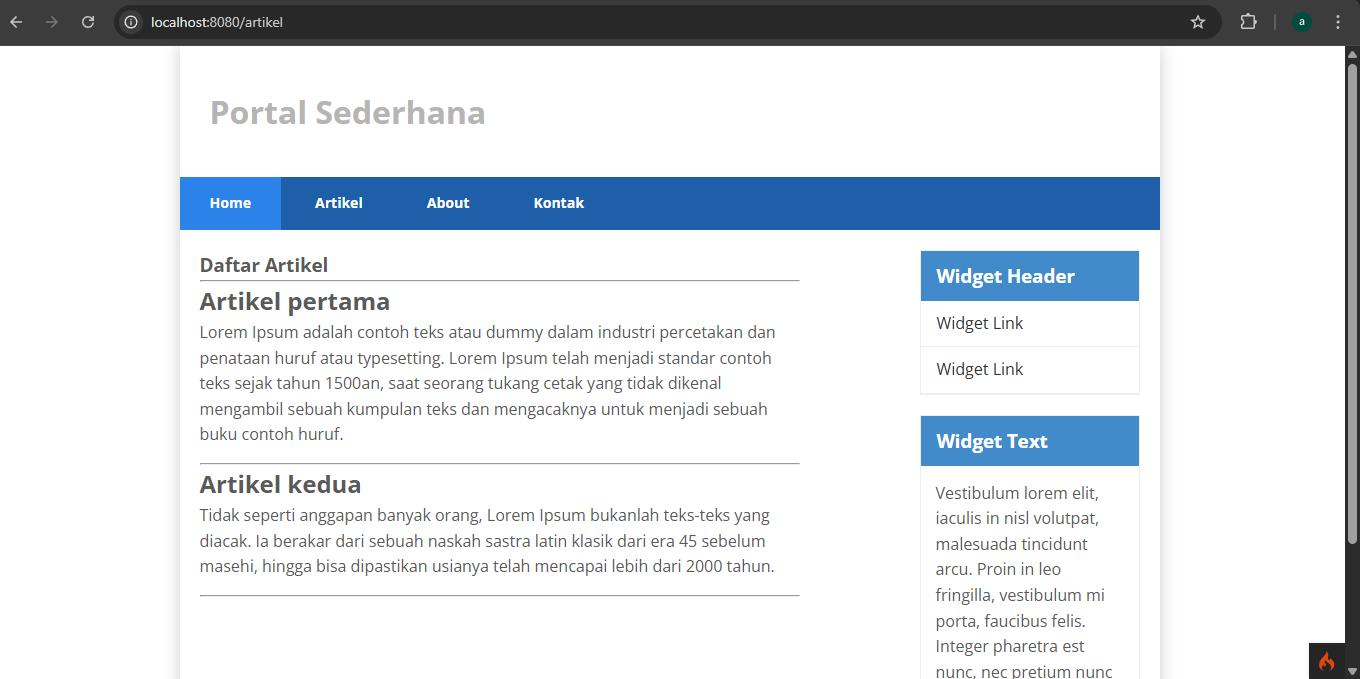 localhost:8080/artikel
a
Portal Sederhana
Home
Artikel
About
Kontak
Daftar Artikel
Artikel pertama
Lorem Ipsum adalah contoh teks atau dummy dalam industri percetakan dan
penataan huruf atau typesetting. Lorem Ipsum telah menjadi standar contoh
teks sejak tahun 1500an, saat seorang tukang cetak yang tidak dikenal
mengambil sebuah kumpulan teks dan mengacaknya untuk menjadi sebuah
buku contoh huruf.
Artikel kedua
Tidak seperti anggapan banyak orang, Lorem Ipsum bukanlah teks-teks yang
diacak. Ia berakar dari sebuah naskah sastra latin klasik dari era 45 sebelum
masehi, hingga bisa dipastikan usianya telah mencapai lebih dari 2000 tahun.
Widget Header
Widget Link
Widget Link
Widget Text
Vestibulum lorem elit,
iaculis in nisl volutpat,
malesuada tincidunt
arcu. Proin in leo
fringilla, vestibulum mi
porta, faucibus felis.
Integer pharetra est
nunc, nec pretium nunc